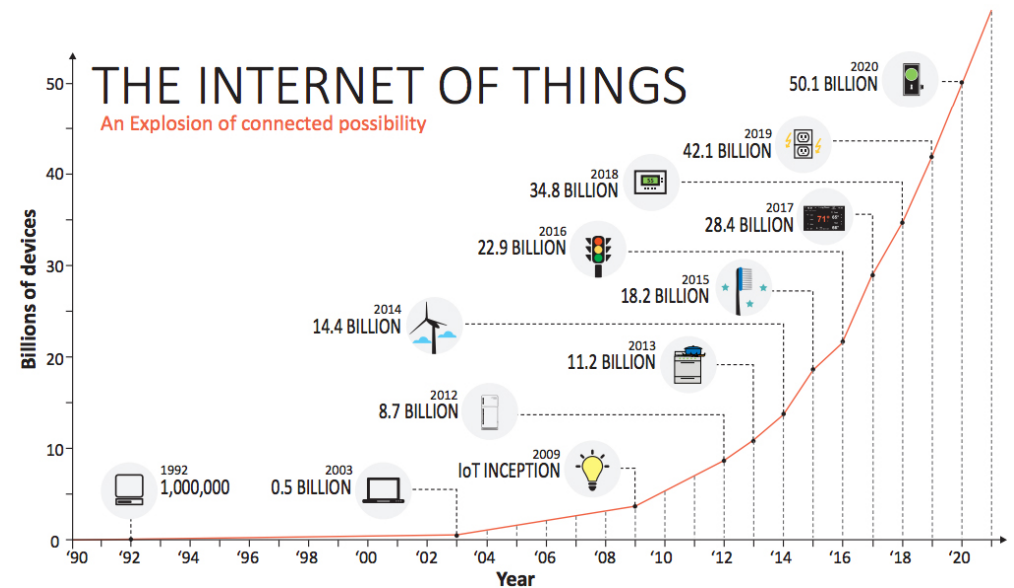 THE INTERNET OF THINGS
An Explosion of connected possibility
Billions of devices
50
40
30
20
10
0
2020
50.1 BILLION
2019
42.1 BILLION
2018
34.8 BILLION
2017
28.4 BILLION
2016
22.9 BILLION
2015
18.2 BILLION
2014
14.4 BILLION
2013
11.2 BILLION
2012
8.7 BILLION
2009
IoT INCEPTION
2003
0.5 BILLION
1992
1,000,000
71°
'90 '92 '94 '96 '98 '00 '02 '04 '06 '08 '10 '12 '14 '16 '18 '20
Year